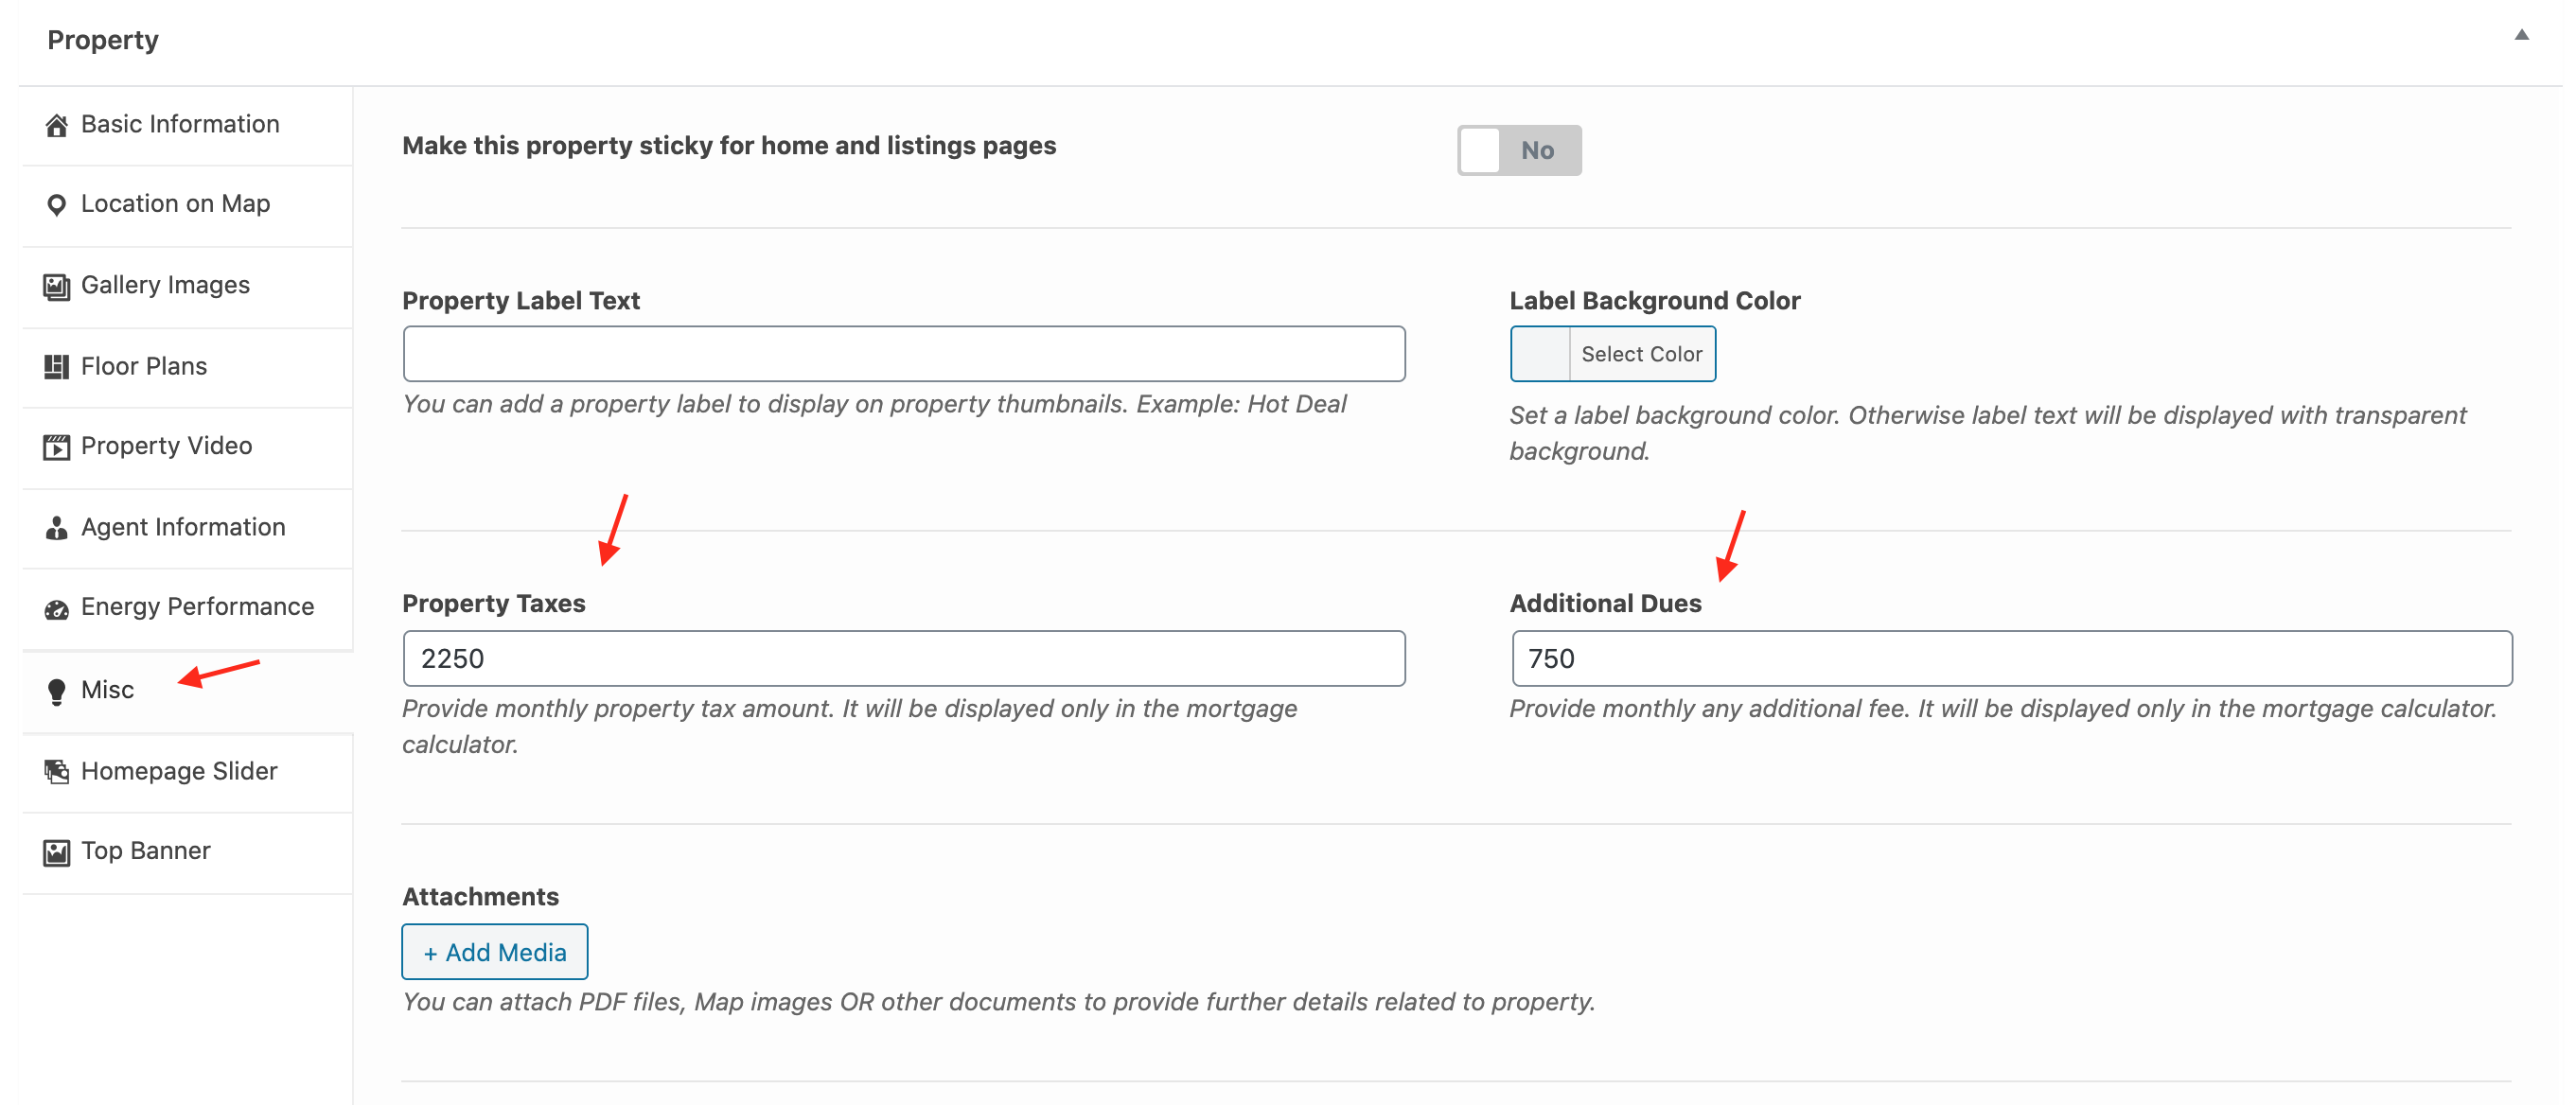 Property
Basic Information
Location on Map
Gallery Images
Floor Plans
Property Video
Agent Information
Energy Performance
Misc
Homepage Slider
Top Banner
Make this property sticky for home and listings pages
No
Property Label Text
You can add a property label to display on property thumbnails. Example: Hot Deal
Label Background Color
Select Color
Set a label background color. Otherwise label text will be displayed with transparent
background.
Property Taxes
2250
Provide monthly property tax amount. It will be displayed only in the mortgage
calculator.
Additional Dues
750
Provide monthly any additional fee. It will be displayed only in the mortgage calculator.
Attachments
+ Add Media
You can attach PDF files, Map images OR other documents to provide further details related to property.